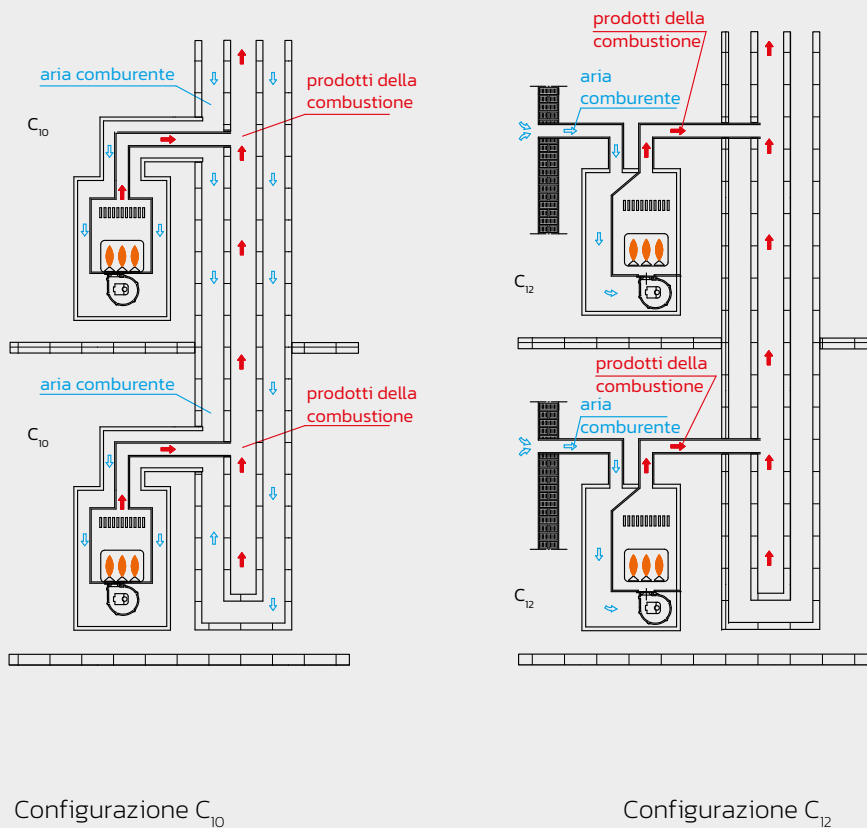 aria comburente
prodotti della
combustione
C₁₀
aria comburente
prodotti della
combustione
C₁₀
prodotti della
combustione
aria
comburente
C₁₂
prodotti della
combustione
aria
comburente
C₁₂
Configurazione C₁₀
Configurazione C₁₂